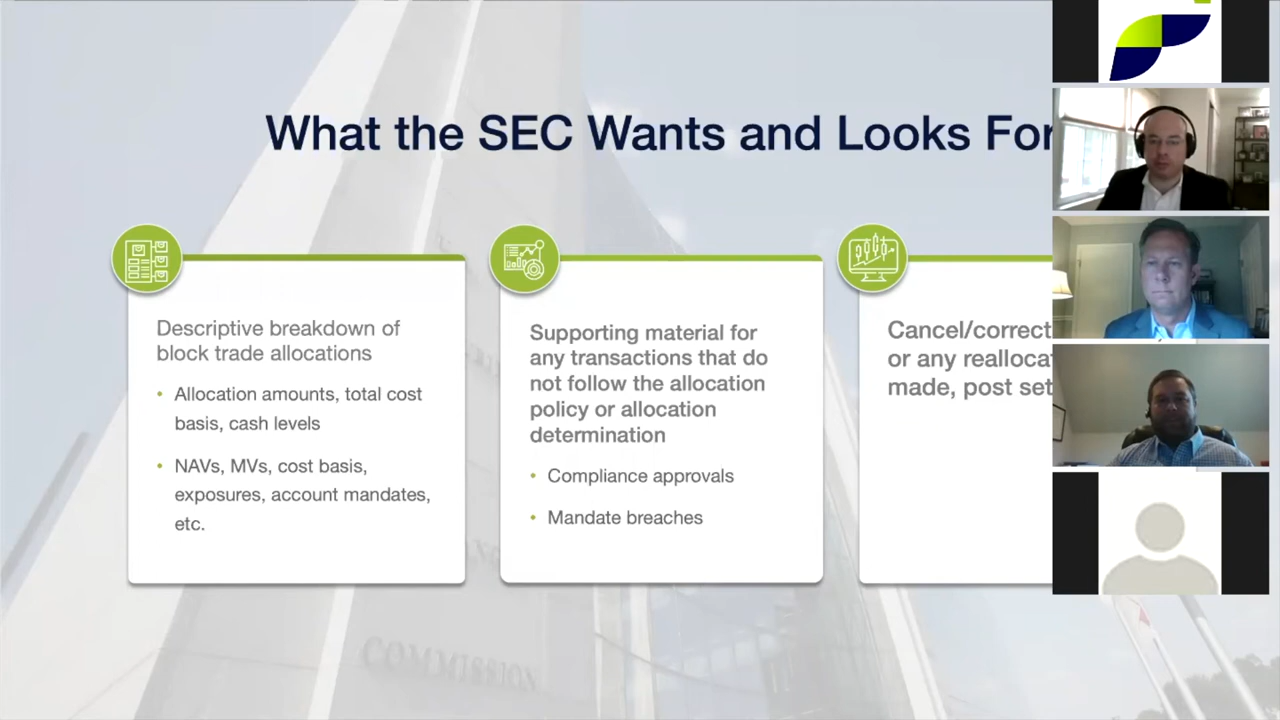 What the SEC Wants and Looks For
Descriptive breakdown of
block trade allocations
• Allocation amounts, total cost
basis, cash levels
• NAVs, MVs, cost basis,
exposures, account mandates,
etc.
Supporting material for
any transactions that do
not follow the allocation
policy or allocation
determination
• Compliance approvals
• Mandate breaches
Cancel/correct
or any
made, post
COMMISSION